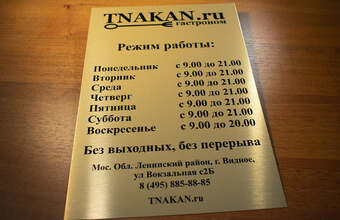 TNAKAN.ru
гастроном
Режим работы:
Понедельник с 9.00 до 21.00
Вторник с 9.00 до 21.00
Среда с 9.00 до 21.00
Четверг с 9.00 до 21.00
Пятница с 9.00 до 21.00
Суббота с 9.00 до 21.00
Воскресенье с 9.00 до 20.00
Без выходных, без перерыва
Мос. Обл. Ленинский район, г. Видное,
ул Вокзальная с2Б
8 (495) 885-88-85
TNAKAN.ru